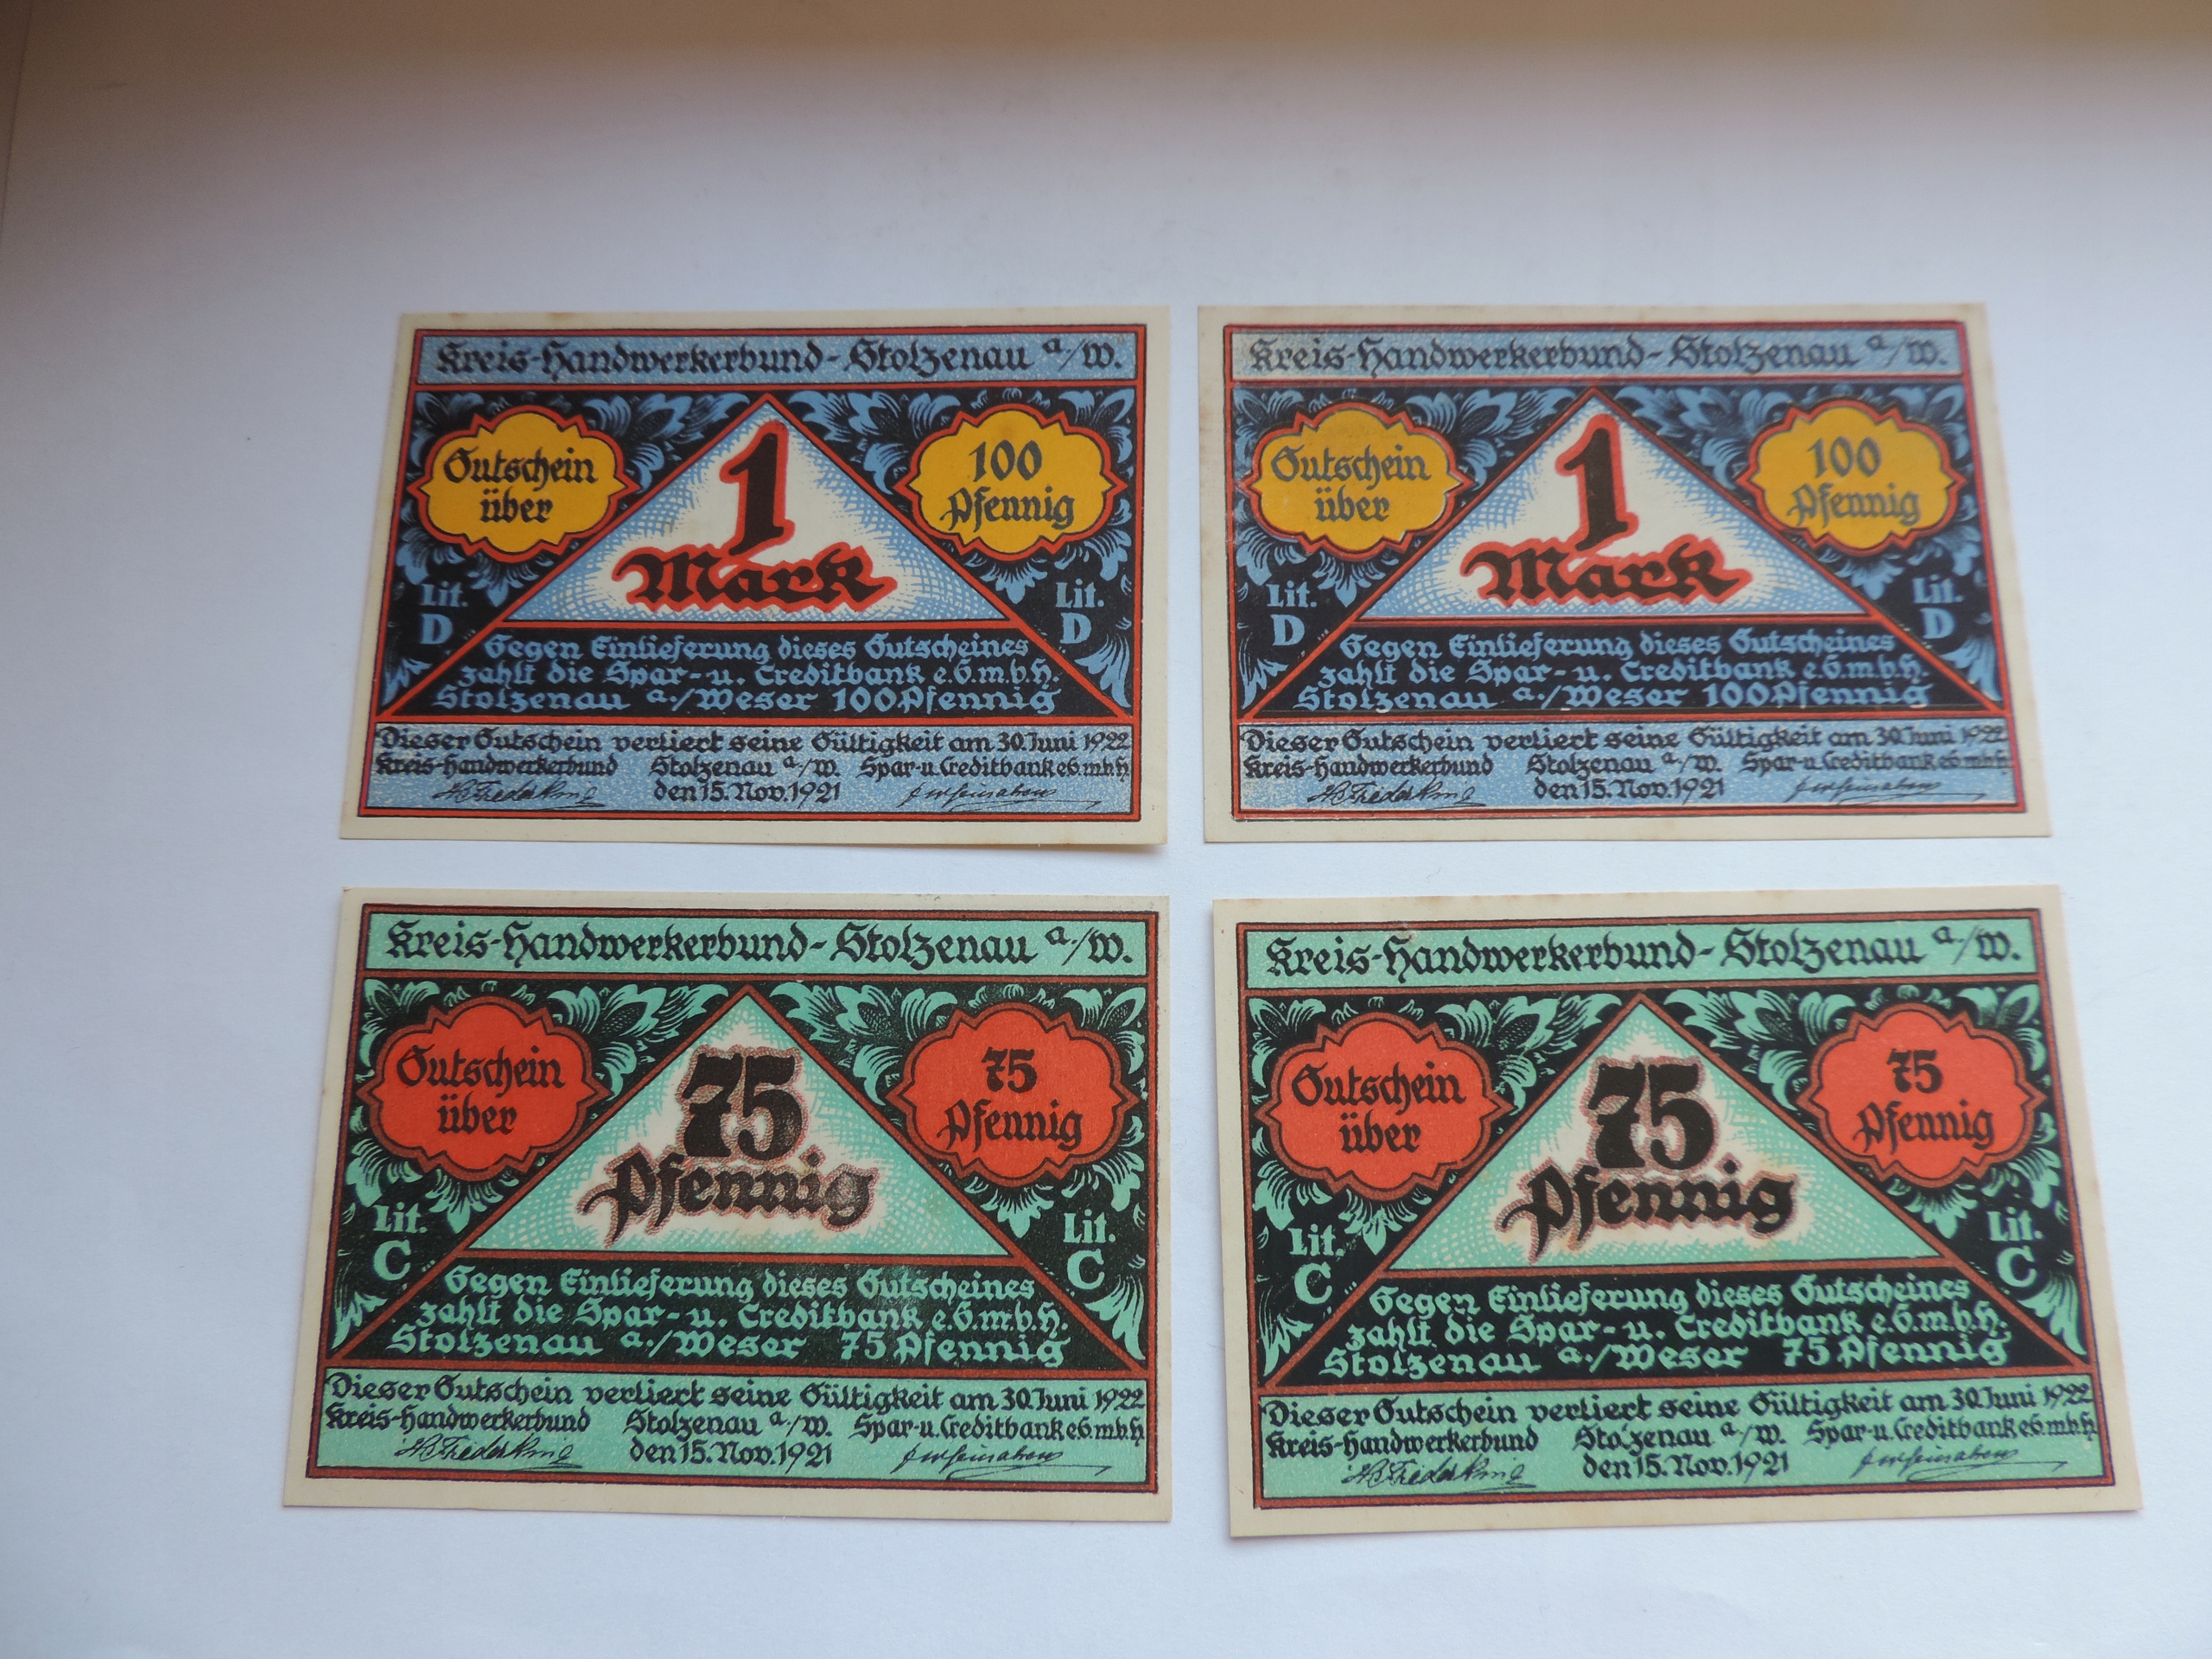 Kreis-Handwerkerbund-Stolzenau a./W.
Gutschein
über
1
Mark
100
Pfennig
Lit.
D
Lit.
D
Gegen Einlieferung dieses Gutscheines
zahlt die Spar- u. Creditbank e.G.m.b.H.
Stolzenau a./Weser 100 Pfennig
Dieser Gutschein verliert seine Gültigkeit am 30. Juni 1922
Kreis-Handwerkerbund Stolzenau a./W. Spar-u. Creditbank e.G.m.b.H.
den 15. Nov. 1921
Kreis-Handwerkerbund-Stolzenau a./W.
Gutschein
über
1
Mark
100
Pfennig
Lit.
D
Lit.
D
Gegen Einlieferung dieses Gutscheines
zahlt die Spar- u. Creditbank e.G.m.b.H.
Stolzenau a./Weser 100 Pfennig
Dieser Gutschein verliert seine Gültigkeit am 30. Juni 1922
Kreis-Handwerkerbund Stolzenau a./W. Spar-u. Creditbank e.G.m.b.H.
den 15. Nov. 1921
Kreis-Handwerkerbund-Stolzenau a./W.
Gutschein
über
75
Pfennig
75
Pfennig
Lit.
C
Lit.
C
Gegen Einlieferung dieses Gutscheines
zahlt die Spar- u. Creditbank e.G.m.b.H.
Stolzenau a./Weser 75 Pfennig
Dieser Gutschein verliert seine Gültigkeit am 30. Juni 1922
Kreis-Handwerkerbund Stolzenau a./W. Spar-u. Creditbank e.G.m.b.H.
den 15. Nov. 1921
Kreis-Handwerkerbund-Stolzenau a./W.
Gutschein
über
75
Pfennig
75
Pfennig
Lit.
C
Lit.
C
Gegen Einlieferung dieses Gutscheines
zahlt die Spar- u. Creditbank e.G.m.b.H.
Stolzenau a./Weser 75 Pfennig
Dieser Gutschein verliert seine Gültigkeit am 30. Juni 1922
Kreis-Handwerkerbund Stolzenau a./W. Spar-u. Creditbank e.G.m.b.H.
den 15. Nov. 1921